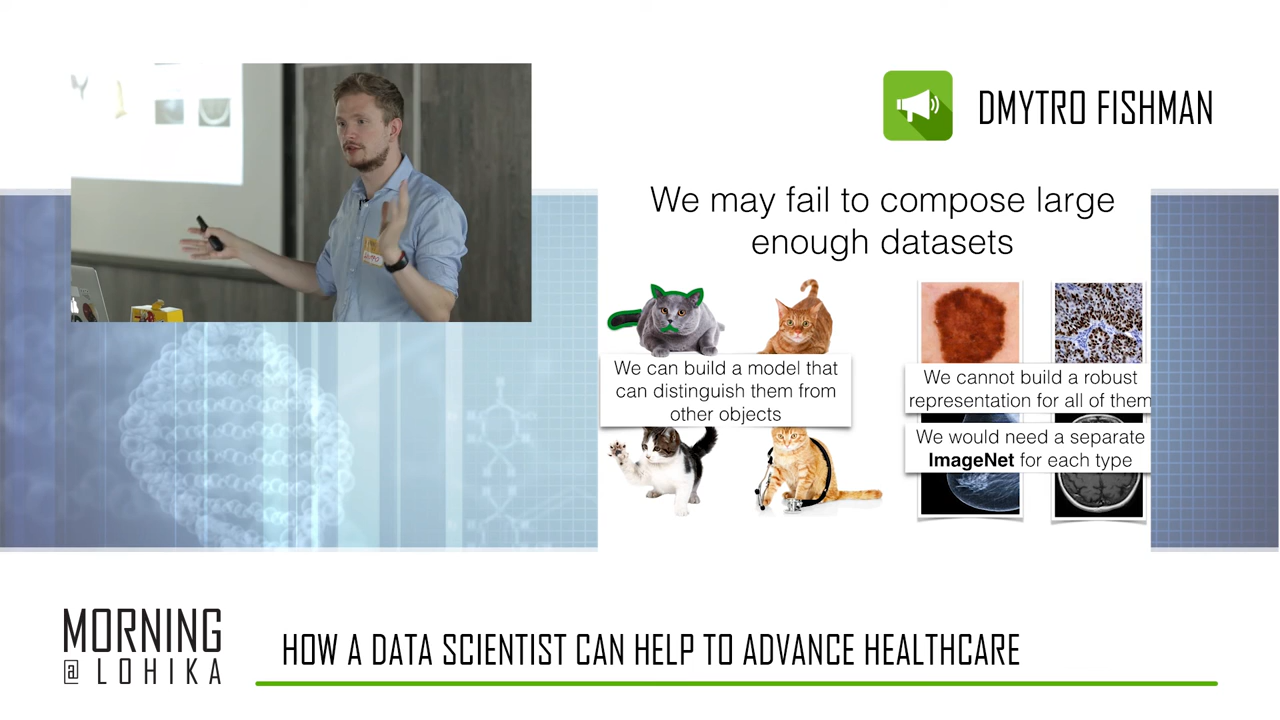 DMYTRO FISHMAN
We may fail to compose large
enough datasets
We can build a model that
can distinguish them from
other objects
We cannot build a robust
representation for all of them
We would need a separate
ImageNet for each type
MORNING
@ LOHIKA
HOW A DATA SCIENTIST CAN HELP TO ADVANCE HEALTHCARE